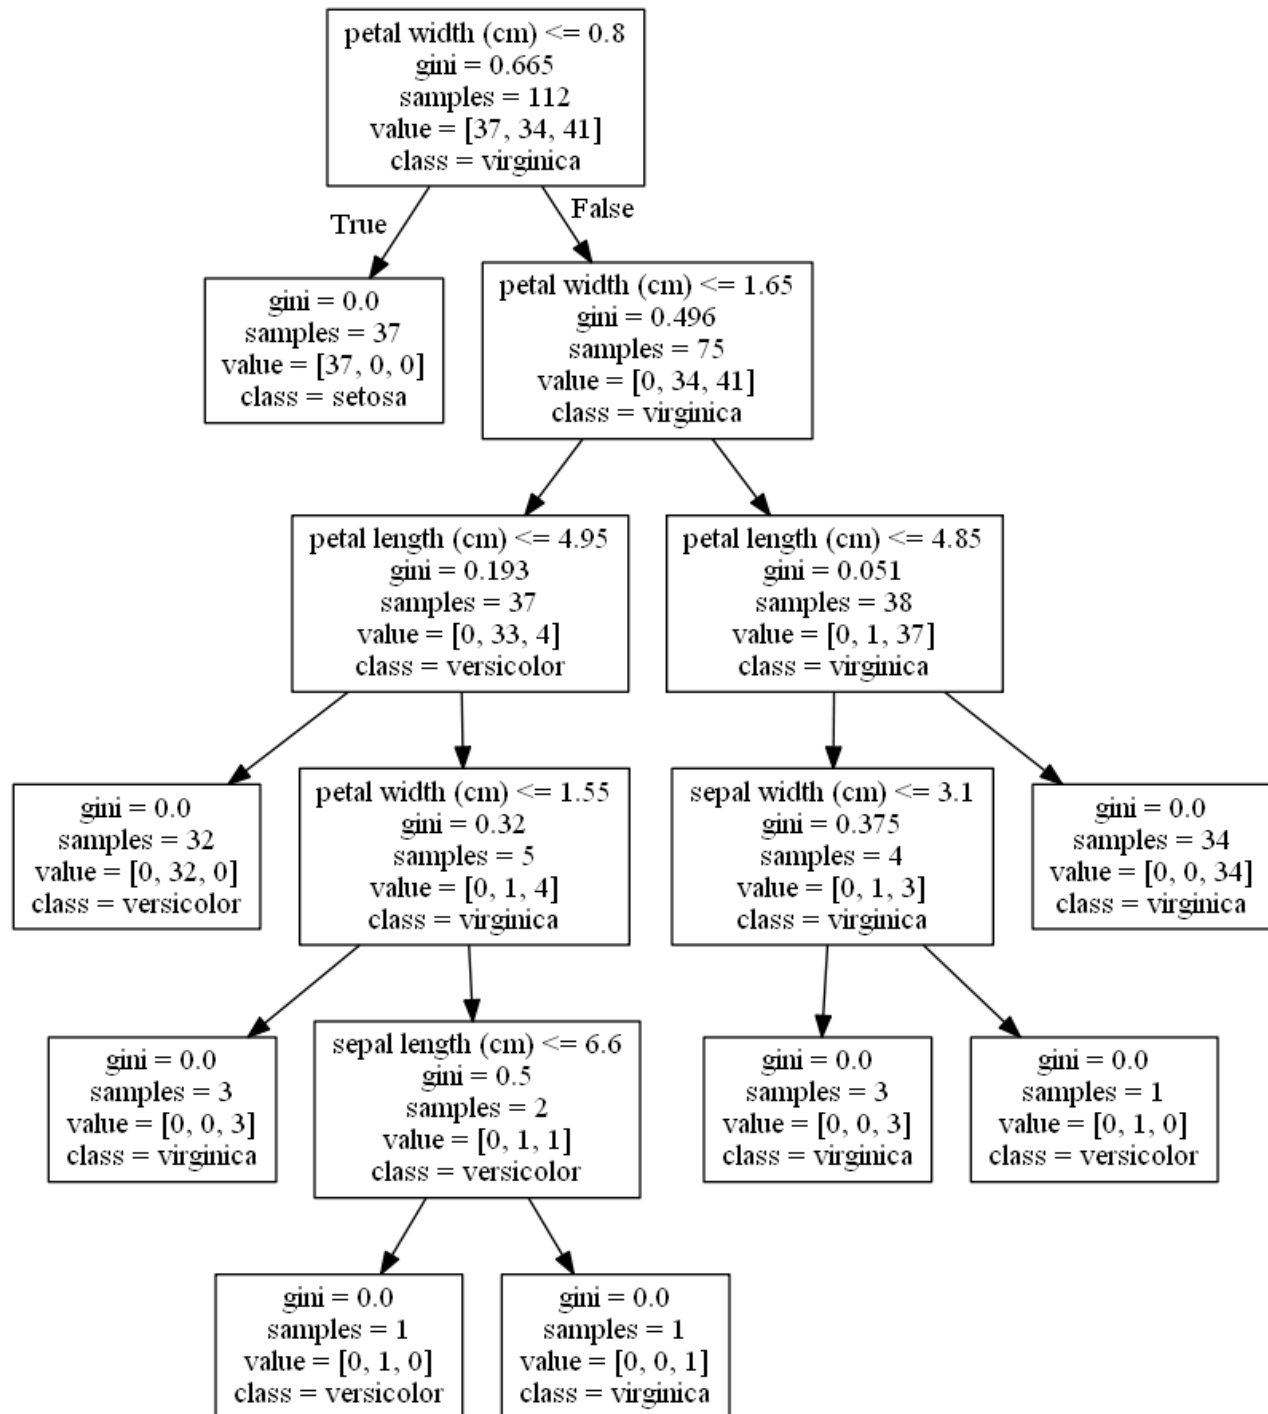 petal width (cm) <= 0.8
gini = 0.665
samples = 112
value = [37, 34, 41]
class = virginica
True
False
gini = 0.0
samples = 37
value = [37, 0, 0]
class = setosa
petal width (cm) <= 1.65
gini = 0.496
samples = 75
value = [0, 34, 41]
class = virginica
petal length (cm) <= 4.95
gini = 0.193
samples = 37
value = [0, 33, 4]
class = versicolor
petal length (cm) <= 4.85
gini = 0.051
samples = 38
value = [0, 1, 37]
class = virginica
gini = 0.0
samples = 32
value = [0, 32, 0]
class = versicolor
petal width (cm) <= 1.55
gini = 0.32
samples = 5
value = [0, 1, 4]
class = virginica
sepal width (cm) <= 3.1
gini = 0.375
samples = 4
value = [0, 1, 3]
class = virginica
gini = 0.0
samples = 34
value = [0, 0, 34]
class = virginica
gini = 0.0
samples = 3
value = [0, 0, 3]
class = virginica
sepal length (cm) <= 6.6
gini = 0.5
samples = 2
value = [0, 1, 1]
class = versicolor
gini = 0.0
samples = 3
value = [0, 0, 3]
class = virginica
gini = 0.0
samples = 1
value = [0, 1, 0]
class = versicolor
gini = 0.0
samples = 1
value = [0, 1, 0]
class = versicolor
gini = 0.0
samples = 1
value = [0, 0, 1]
class = virginica